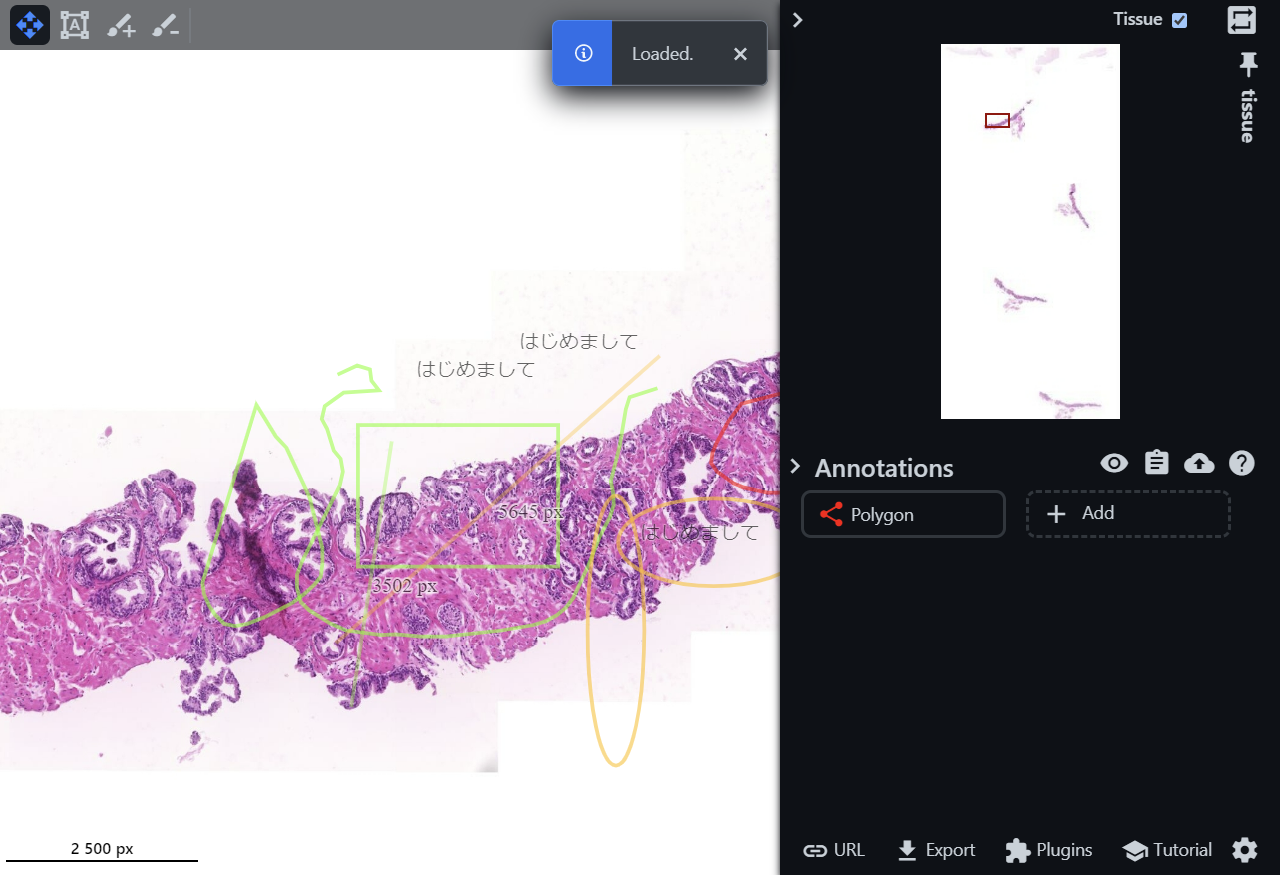 A
Loaded.
Tissue
tissue
はじめまして
はじめまして
5645 px
はじめまして
3502 px
2 500 px
Annotations
Polygon
Add
URL
Export
Plugins
Tutorial